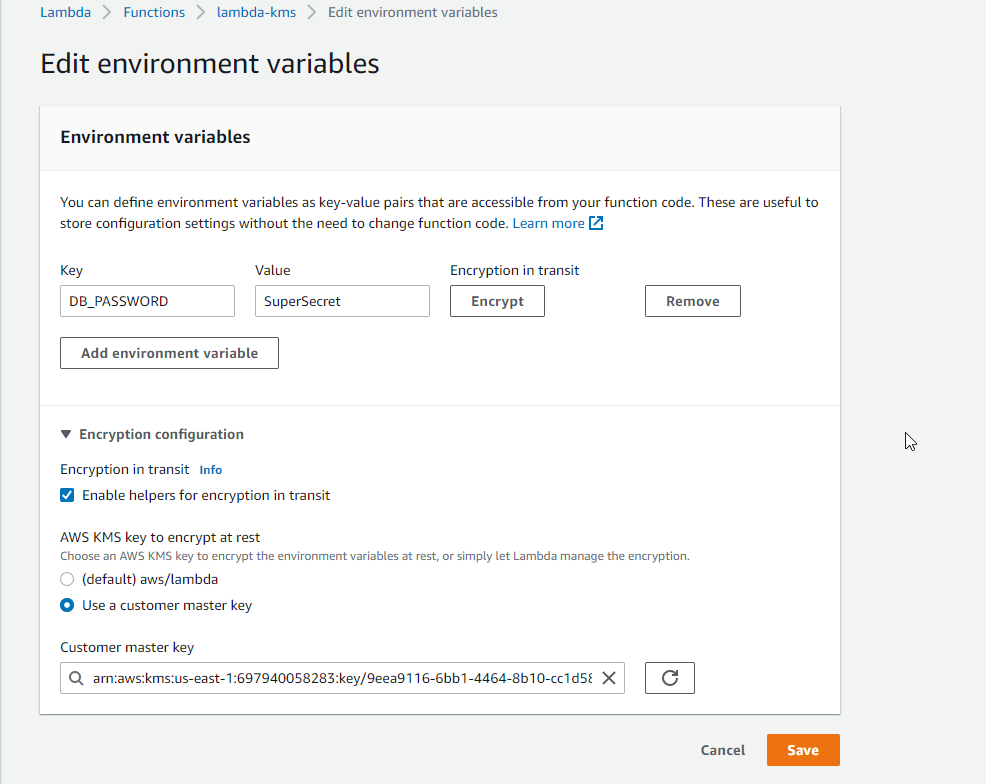 Lambda > Functions > lambda-kms > Edit environment variables
Edit environment variables
Environment variables
You can define environment variables as key-value pairs that are accessible from your function code. These are useful to
store configuration settings without the need to change function code. Learn more
Key Value Encryption in transit
DB_PASSWORD SuperSecret Encrypt Remove
Add environment variable
Encryption configuration
Encryption in transit Info
Enable helpers for encryption in transit
AWS KMS key to encrypt at rest
Choose an AWS KMS key to encrypt the environment variables at rest, or simply let Lambda manage the encryption.
(default) aws/lambda
Use a customer master key
Customer master key
arn:aws:kms:us-east-1:697940058283:key/9eea9116-6bb1-4464-8b10-cc1d58
Cancel Save